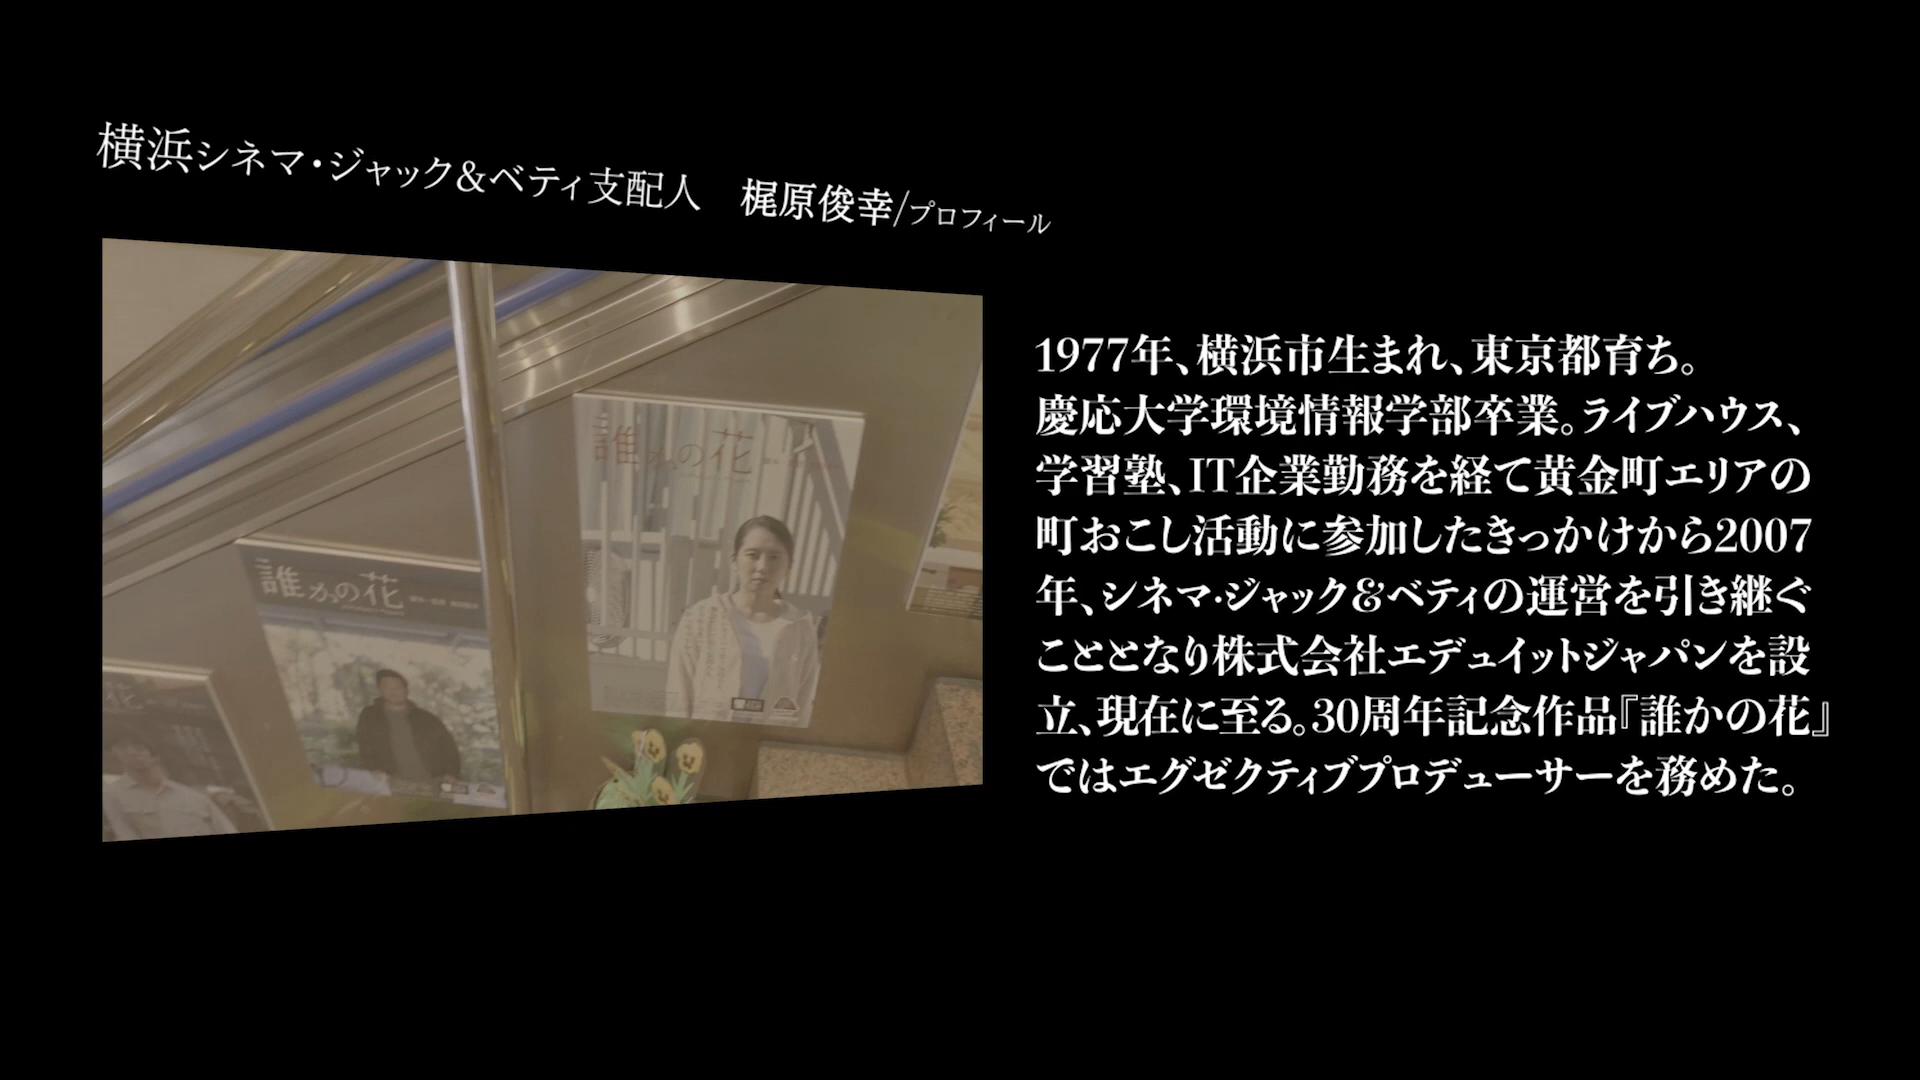 横浜シネマ・ジャック&ベティ支配人　梶原俊幸/プロフィール
誰かの花
誰かの花
花
1977年、横浜市生まれ、東京都育ち。
慶応大学環境情報学部卒業。ライブハウス、
学習塾、IT企業勤務を経て黄金町エリアの
町おこし活動に参加したきっかけから2007
年、シネマ・ジャック&ベティの運営を引き継ぐ
こととなり株式会社エデュイットジャパンを設
立、現在に至る。30周年記念作品『誰かの花』
ではエグゼクティブプロデューサーを務めた。